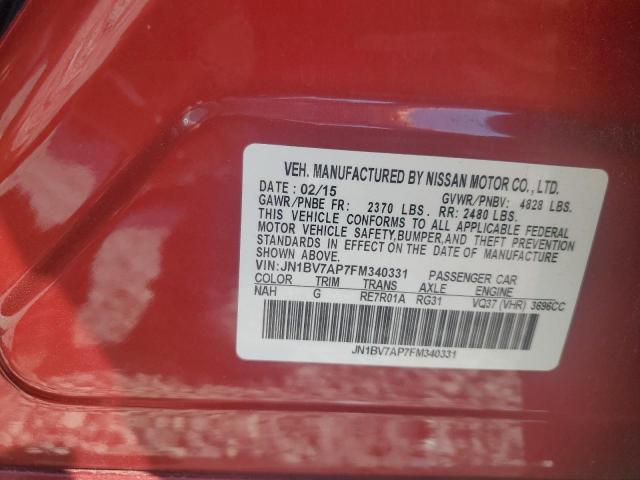 VEH. MANUFACTURED BY NISSAN MOTOR CO., LTD.
DATE : 02/15 GVWR/PNBV: 4828 LBS.
GAWR/PNBE FR: 2370 LBS. RR: 2480 LBS.
THIS VEHICLE CONFORMS TO ALL APPLICABLE FEDERAL
MOTOR VEHICLE SAFETY,BUMPER,AND THEFT PREVENTION
STANDARDS IN EFFECT ON THE DATE OF MANUFACTURE
SHOWN ABOVE.
VIN: JN1BV7AP7FM340331 PASSENGER CAR
COLOR TRIM TRANS AXLE ENGINE
NAH G RE7R01A RG31 VQ37 (VHR) 3696CC
JN1BV7AP7FM340331